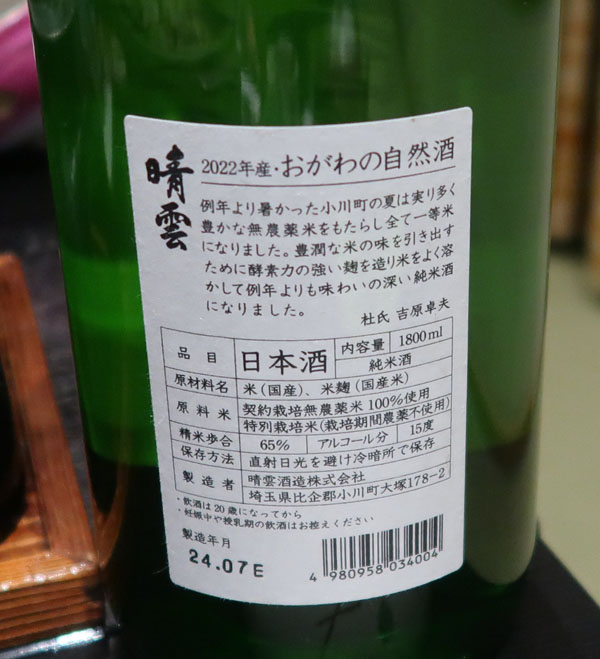 晴雲
2022年産・おがわの自然酒
例年より暑かった小川町の夏は実り多く
豊かな無農薬米をもたらし全て一等米
になりました。豊潤な米の味を引き出す
ために酵素力の強い麹を造り米をよく溶
かして例年よりも味わいの深い純米酒
になりました。
杜氏 吉原卓夫
品目 日本酒 内容量 1800ml
純米酒
原材料名 米(国産)、米麹(国産米)
原料米 契約栽培無農薬米100%使用
特別栽培米(栽培期間農薬不使用)
精米歩合 65% アルコール分 15度
保存方法 直射日光を避け冷暗所で保存
製造者 晴雲酒造株式会社
埼玉県比企郡小川町大塚178-2
・飲酒は20歳になってから
・妊娠中や授乳期の飲酒はお控えください
製造年月
24.07E
4 980958 034004